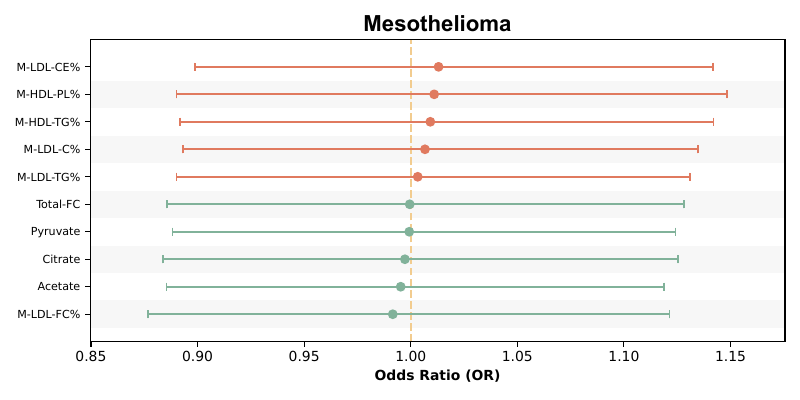 Mesothelioma
M-LDL-CE%
M-HDL-PL%
M-HDL-TG%
M-LDL-C%
M-LDL-TG%
Total-FC
Pyruvate
Citrate
Acetate
M-LDL-FC%
0.85 0.90 0.95 1.00 1.05 1.10 1.15
Odds Ratio (OR)